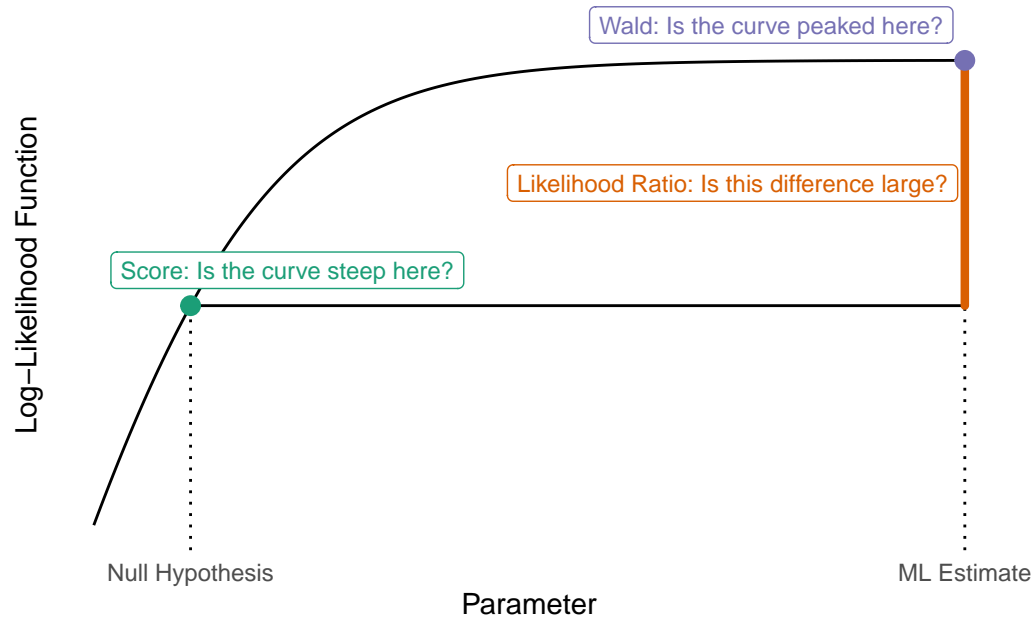 Wald: Is the curve peaked here?
Likelihood Ratio: Is this difference large?
Score: Is the curve steep here?
Log−Likelihood Function
Null Hypothesis
ML Estimate
Parameter